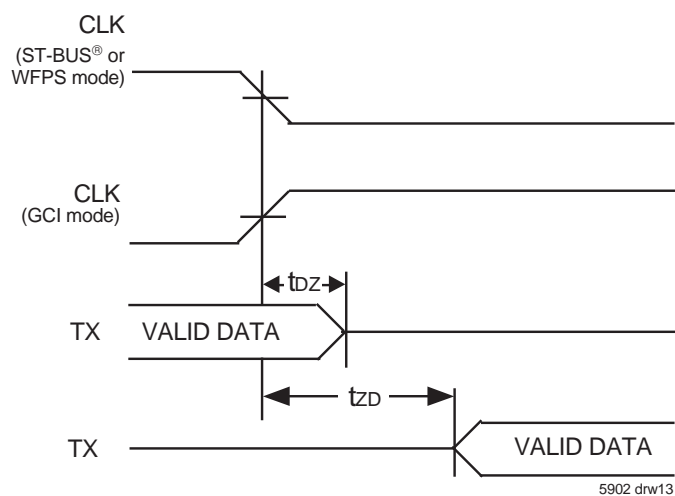 CLK
(ST-BUS® or
WFPS mode)
CLK
(GCI mode)
tDZ
TX VALID DATA
tZD
TX VALID DATA
5902 drw13